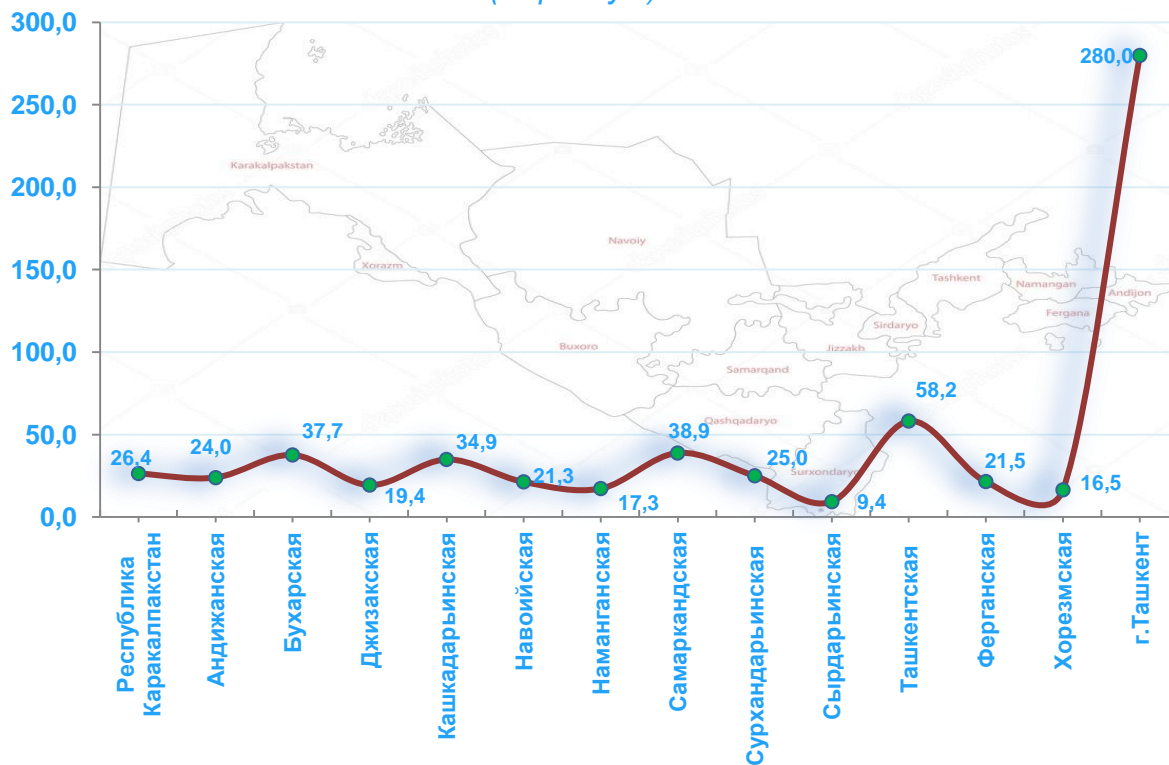 300,0
250,0
200,0
150,0
100,0
50,0
0,0
280,0
26,4
24,0
37,7
19,4
34,9
21,3
17,3
38,9
25,0
9,4
58,2
21,5
16,5
Karakalpakstan
Xorazm
Navoiy
Buxoro
Samarqand
Qashqadaryo
Surxondaryo
Jizzakh
Sirdaryo
Tashkent
Namangan
Andijon
Fergana
Республика
Каракалпакстан
Андижанская
Бухарская
Джизакская
Кашкадарьинская
Навоийская
Наманганская
Самаркандская
Сурхандарьинская
Сырдарьинская
Ташкентская
Ферганская
Хорезмская
г.Ташкент